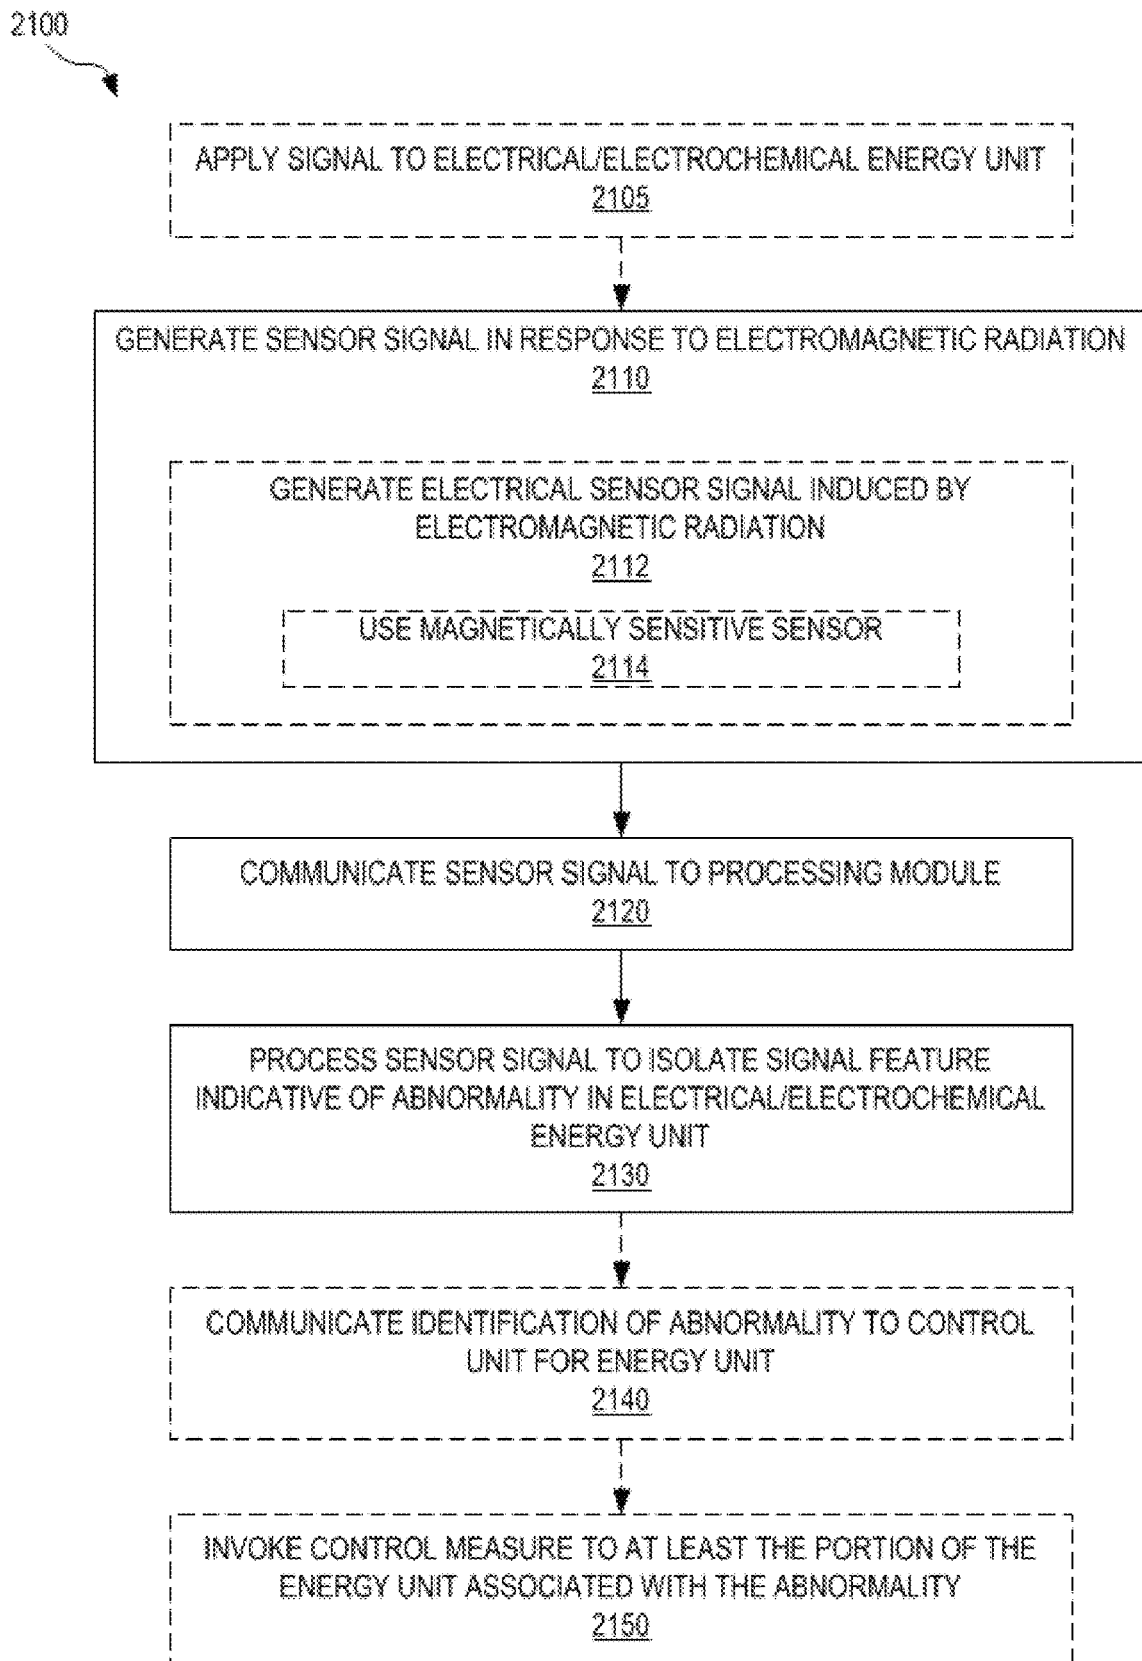 2100
APPLY SIGNAL TO ELECTRICAL/ELECTROCHEMICAL ENERGY UNIT
2105
GENERATE SENSOR SIGNAL IN RESPONSE TO ELECTROMAGNETIC RADIATION
2110
GENERATE ELECTRICAL SENSOR SIGNAL INDUCED BY
ELECTROMAGNETIC RADIATION
2112
USE MAGNETICALLY SENSITIVE SENSOR
2114
COMMUNICATE SENSOR SIGNAL TO PROCESSING MODULE
2120
PROCESS SENSOR SIGNAL TO ISOLATE SIGNAL FEATURE
INDICATIVE OF ABNORMALITY IN ELECTRICAL/ELECTROCHEMICAL
ENERGY UNIT
2130
COMMUNICATE IDENTIFICATION OF ABNORMALITY TO CONTROL
UNIT FOR ENERGY UNIT
2140
INVOKE CONTROL MEASURE TO AT LEAST THE PORTION OF THE
ENERGY UNIT ASSOCIATED WITH THE ABNORMALITY
2150